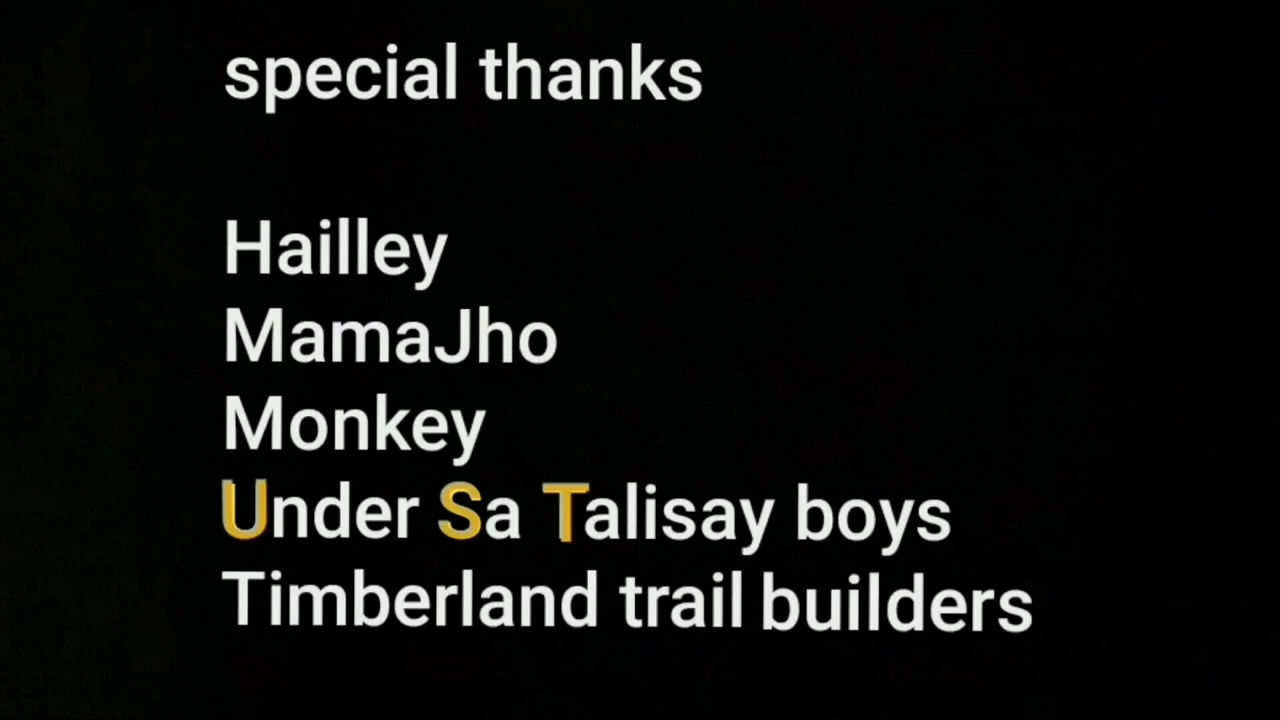 special thanks
Hailley
MamaJho
Monkey
Under Sa Talisay boys
Timberland trail builders